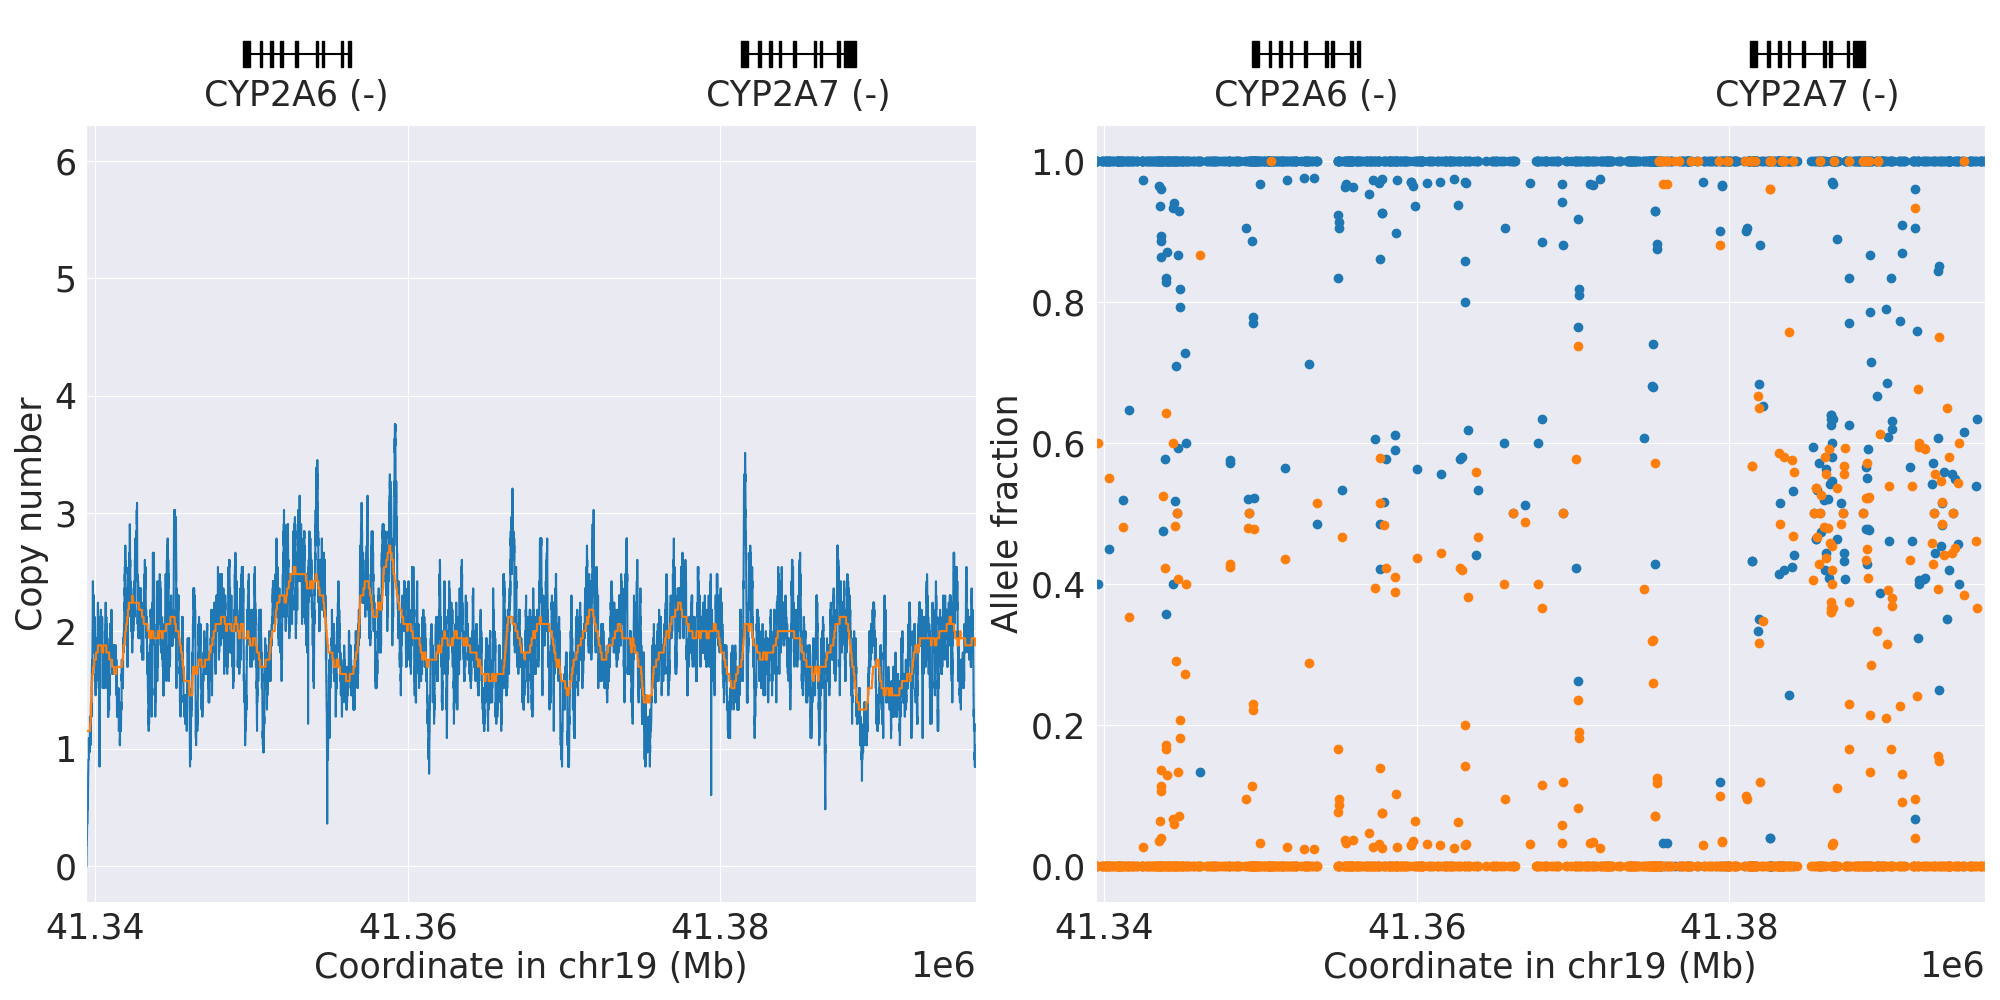 CYP2A6 (-)
CYP2A7 (-)
6
5
4
3
2
1
0
Copy number
41.34
41.36
41.38
Coordinate in chr19 (Mb)
1e6
CYP2A6 (-)
CYP2A7 (-)
1.0
0.8
0.6
0.4
0.2
0.0
Allele fraction
41.34
41.36
41.38
Coordinate in chr19 (Mb)
1e6